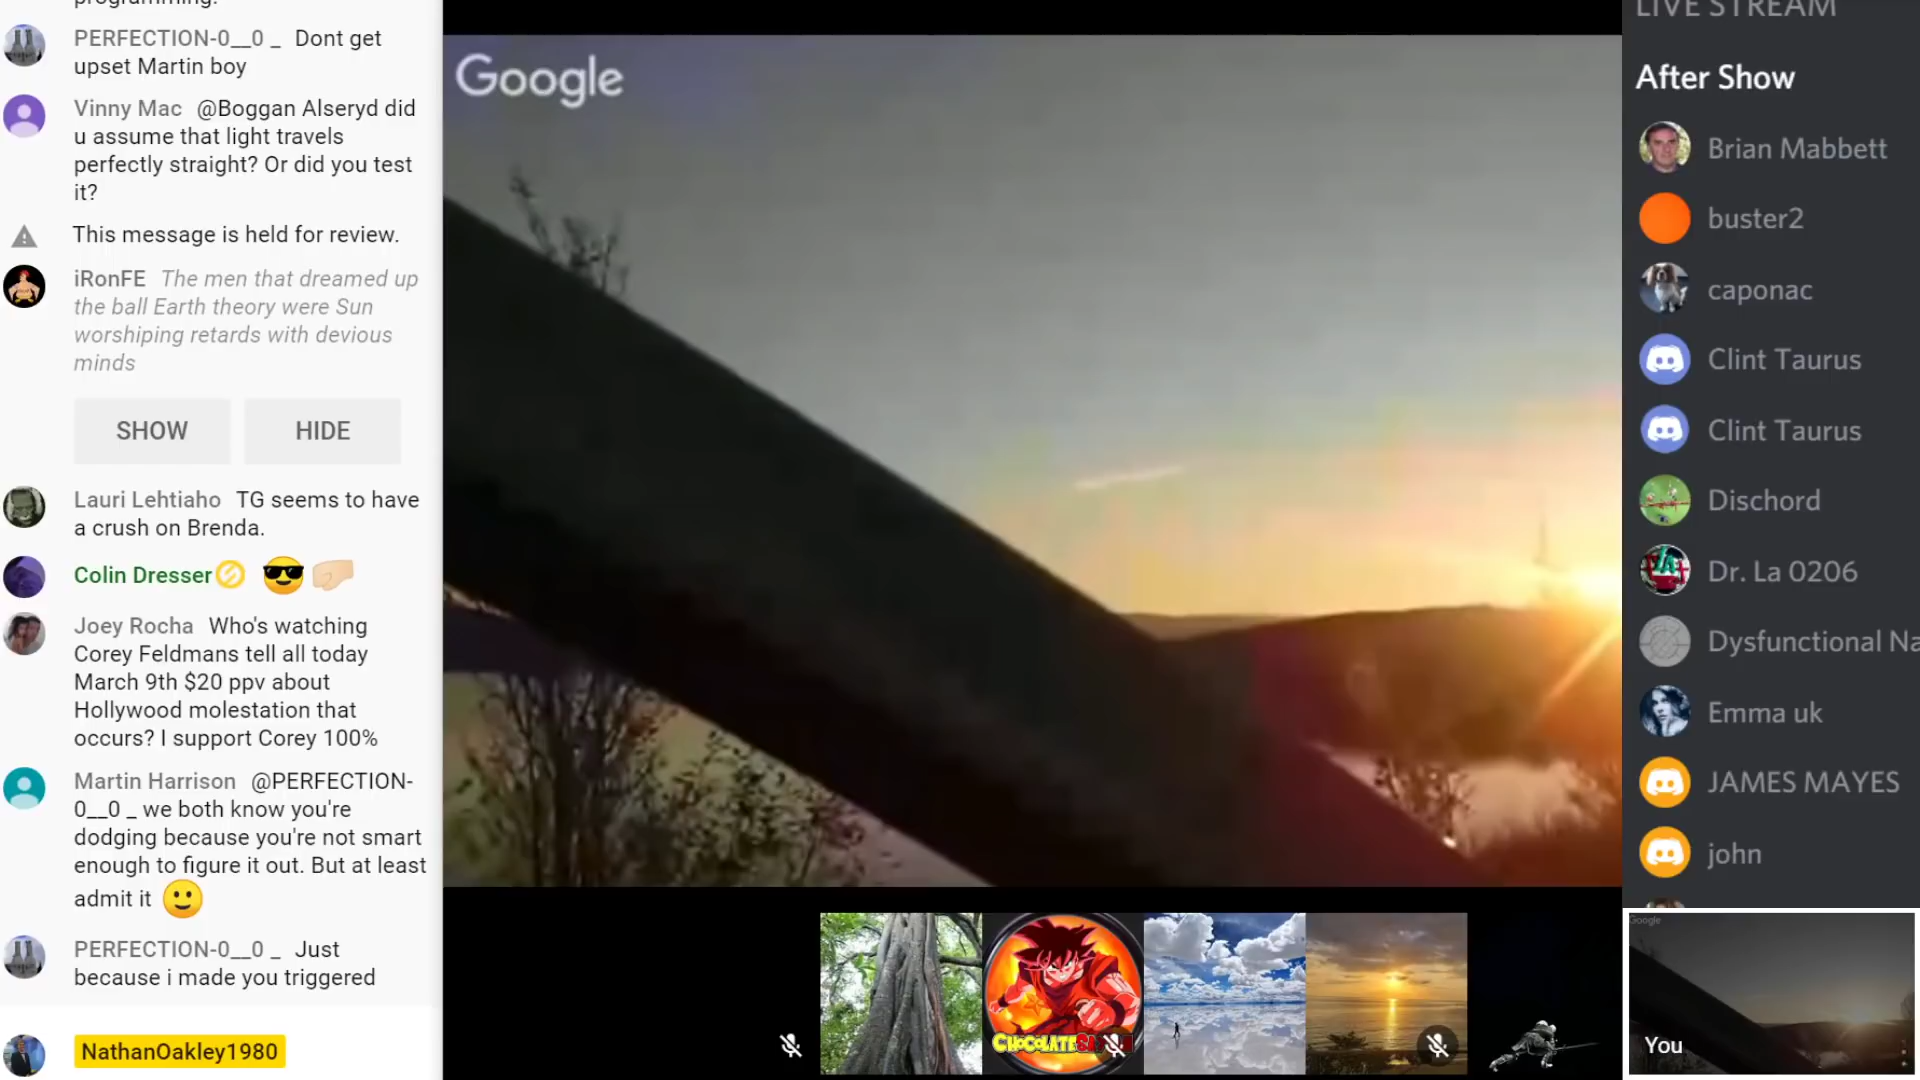 programming.
PERFECTION-0__0 _ Dont get
upset Martin boy
Vinny Mac @Boggan Alseryd did
u assume that light travels
perfectly straight? Or did you test
it?
This message is held for review.
iRonFE The men that dreamed up
the ball Earth theory were Sun
worshiping retards with devious
minds
SHOW HIDE
Lauri Lehtiaho TG seems to have
a crush on Brenda.
Colin Dresser
Joey Rocha Who's watching
Corey Feldmans tell all today
March 9th $20 ppv about
Hollywood molestation that
occurs? I support Corey 100%
Martin Harrison @PERFECTION-
0__0 _ we both know you're
dodging because you're not smart
enough to figure it out. But at least
admit it
PERFECTION-0__0 _ Just
because i made you triggered
NathanOakley1980
Google
LIVE STREAM
After Show
Brian Mabbett
buster2
caponac
Clint Taurus
Clint Taurus
Dischord
Dr. La 0206
Dysfunctional Na
Emma uk
JAMES MAYES
john
Google
You